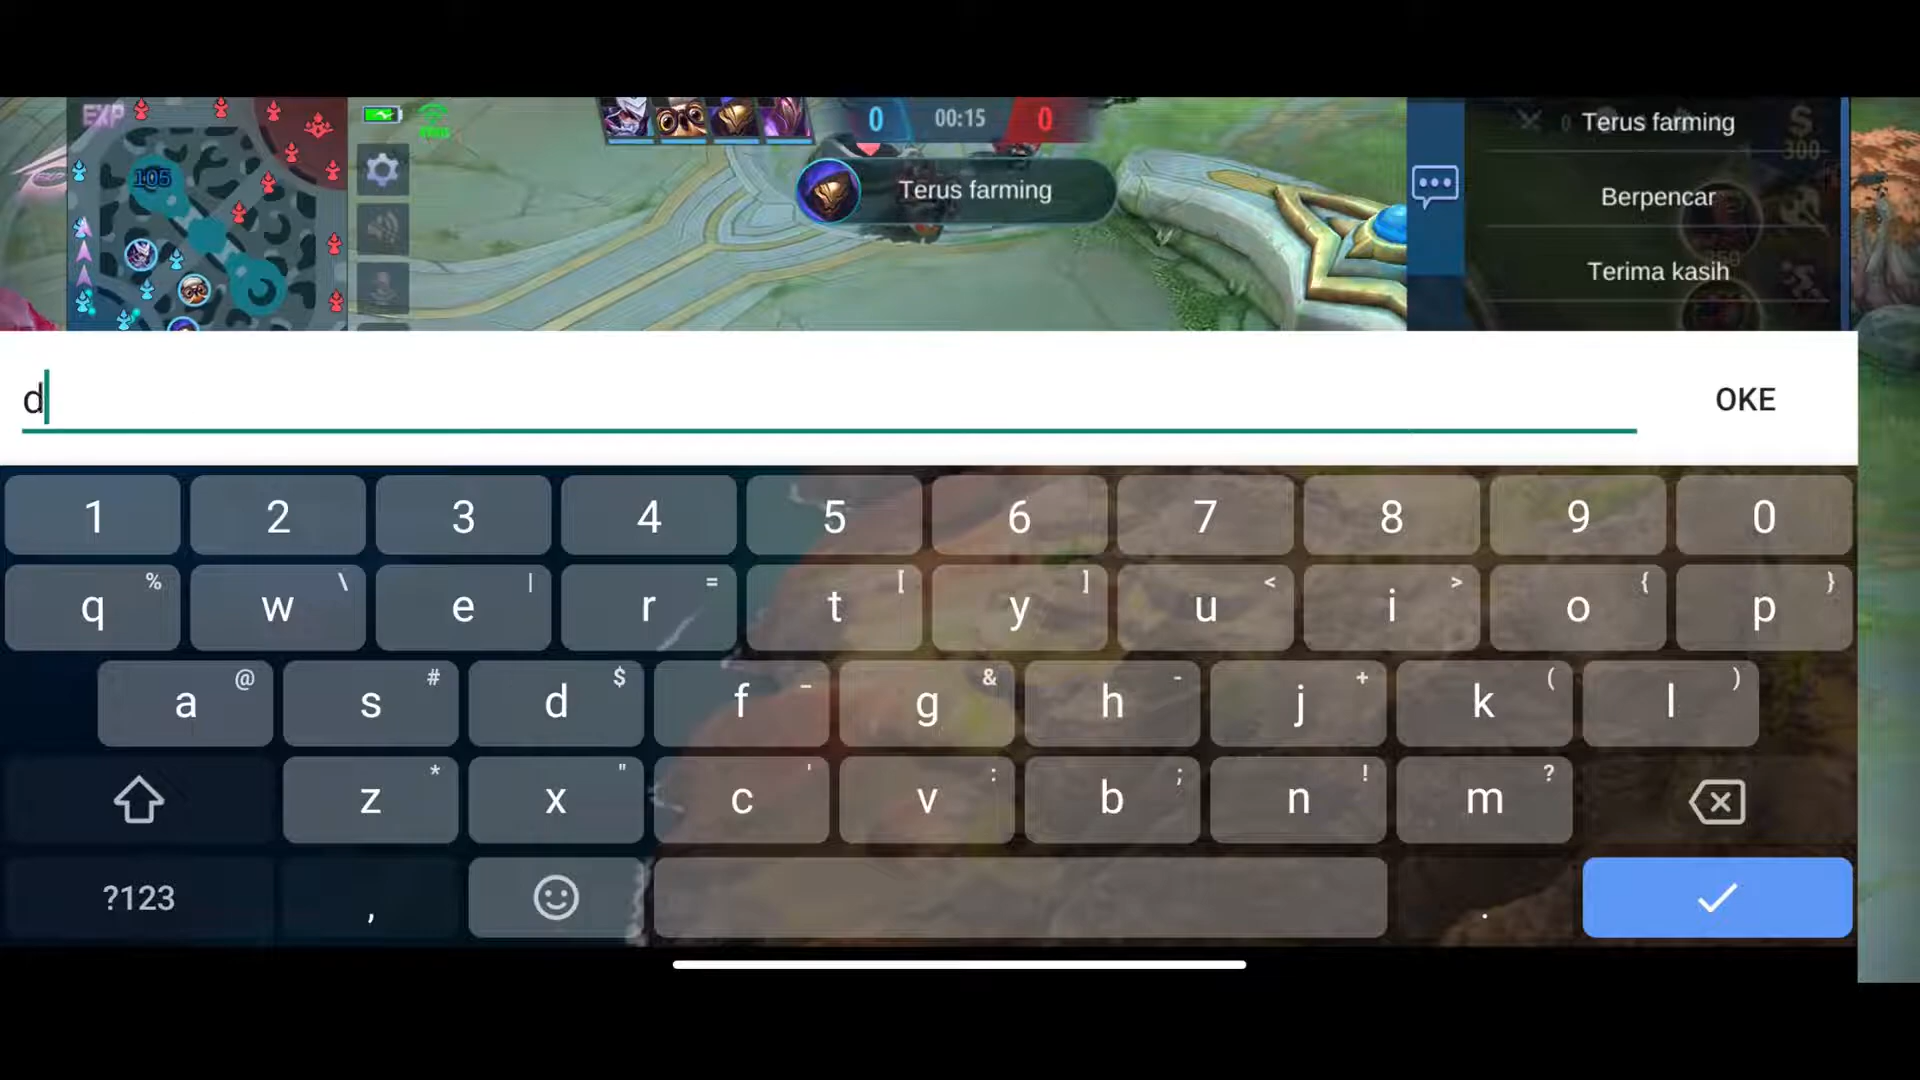 EXP
105
0 00:15 0
Terus farming
Terus farming
300
Berpencar
Terima kasih
d
OKE
1 2 3 4 5 6 7 8 9 0
% \ | = [ ] < > { }
q w e r t y u i o p
@ # $ _ & - + ( )
a s d f g h j k l
* " ' : ; ! ?
z x c v b n m
?123 , .